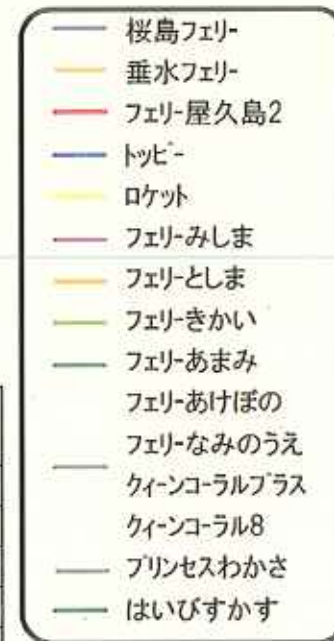 桜島フェリー
垂水フェリー
フェリー屋久島2
トッピー
ロケット
フェリーみしま
フェリーとしま
フェリーきかい
フェリーあまみ
フェリーあけぼの
フェリーなみのうえ
クィーンコーラルプラス
クィーンコーラル8
プリンセスわかさ
はいびすかす